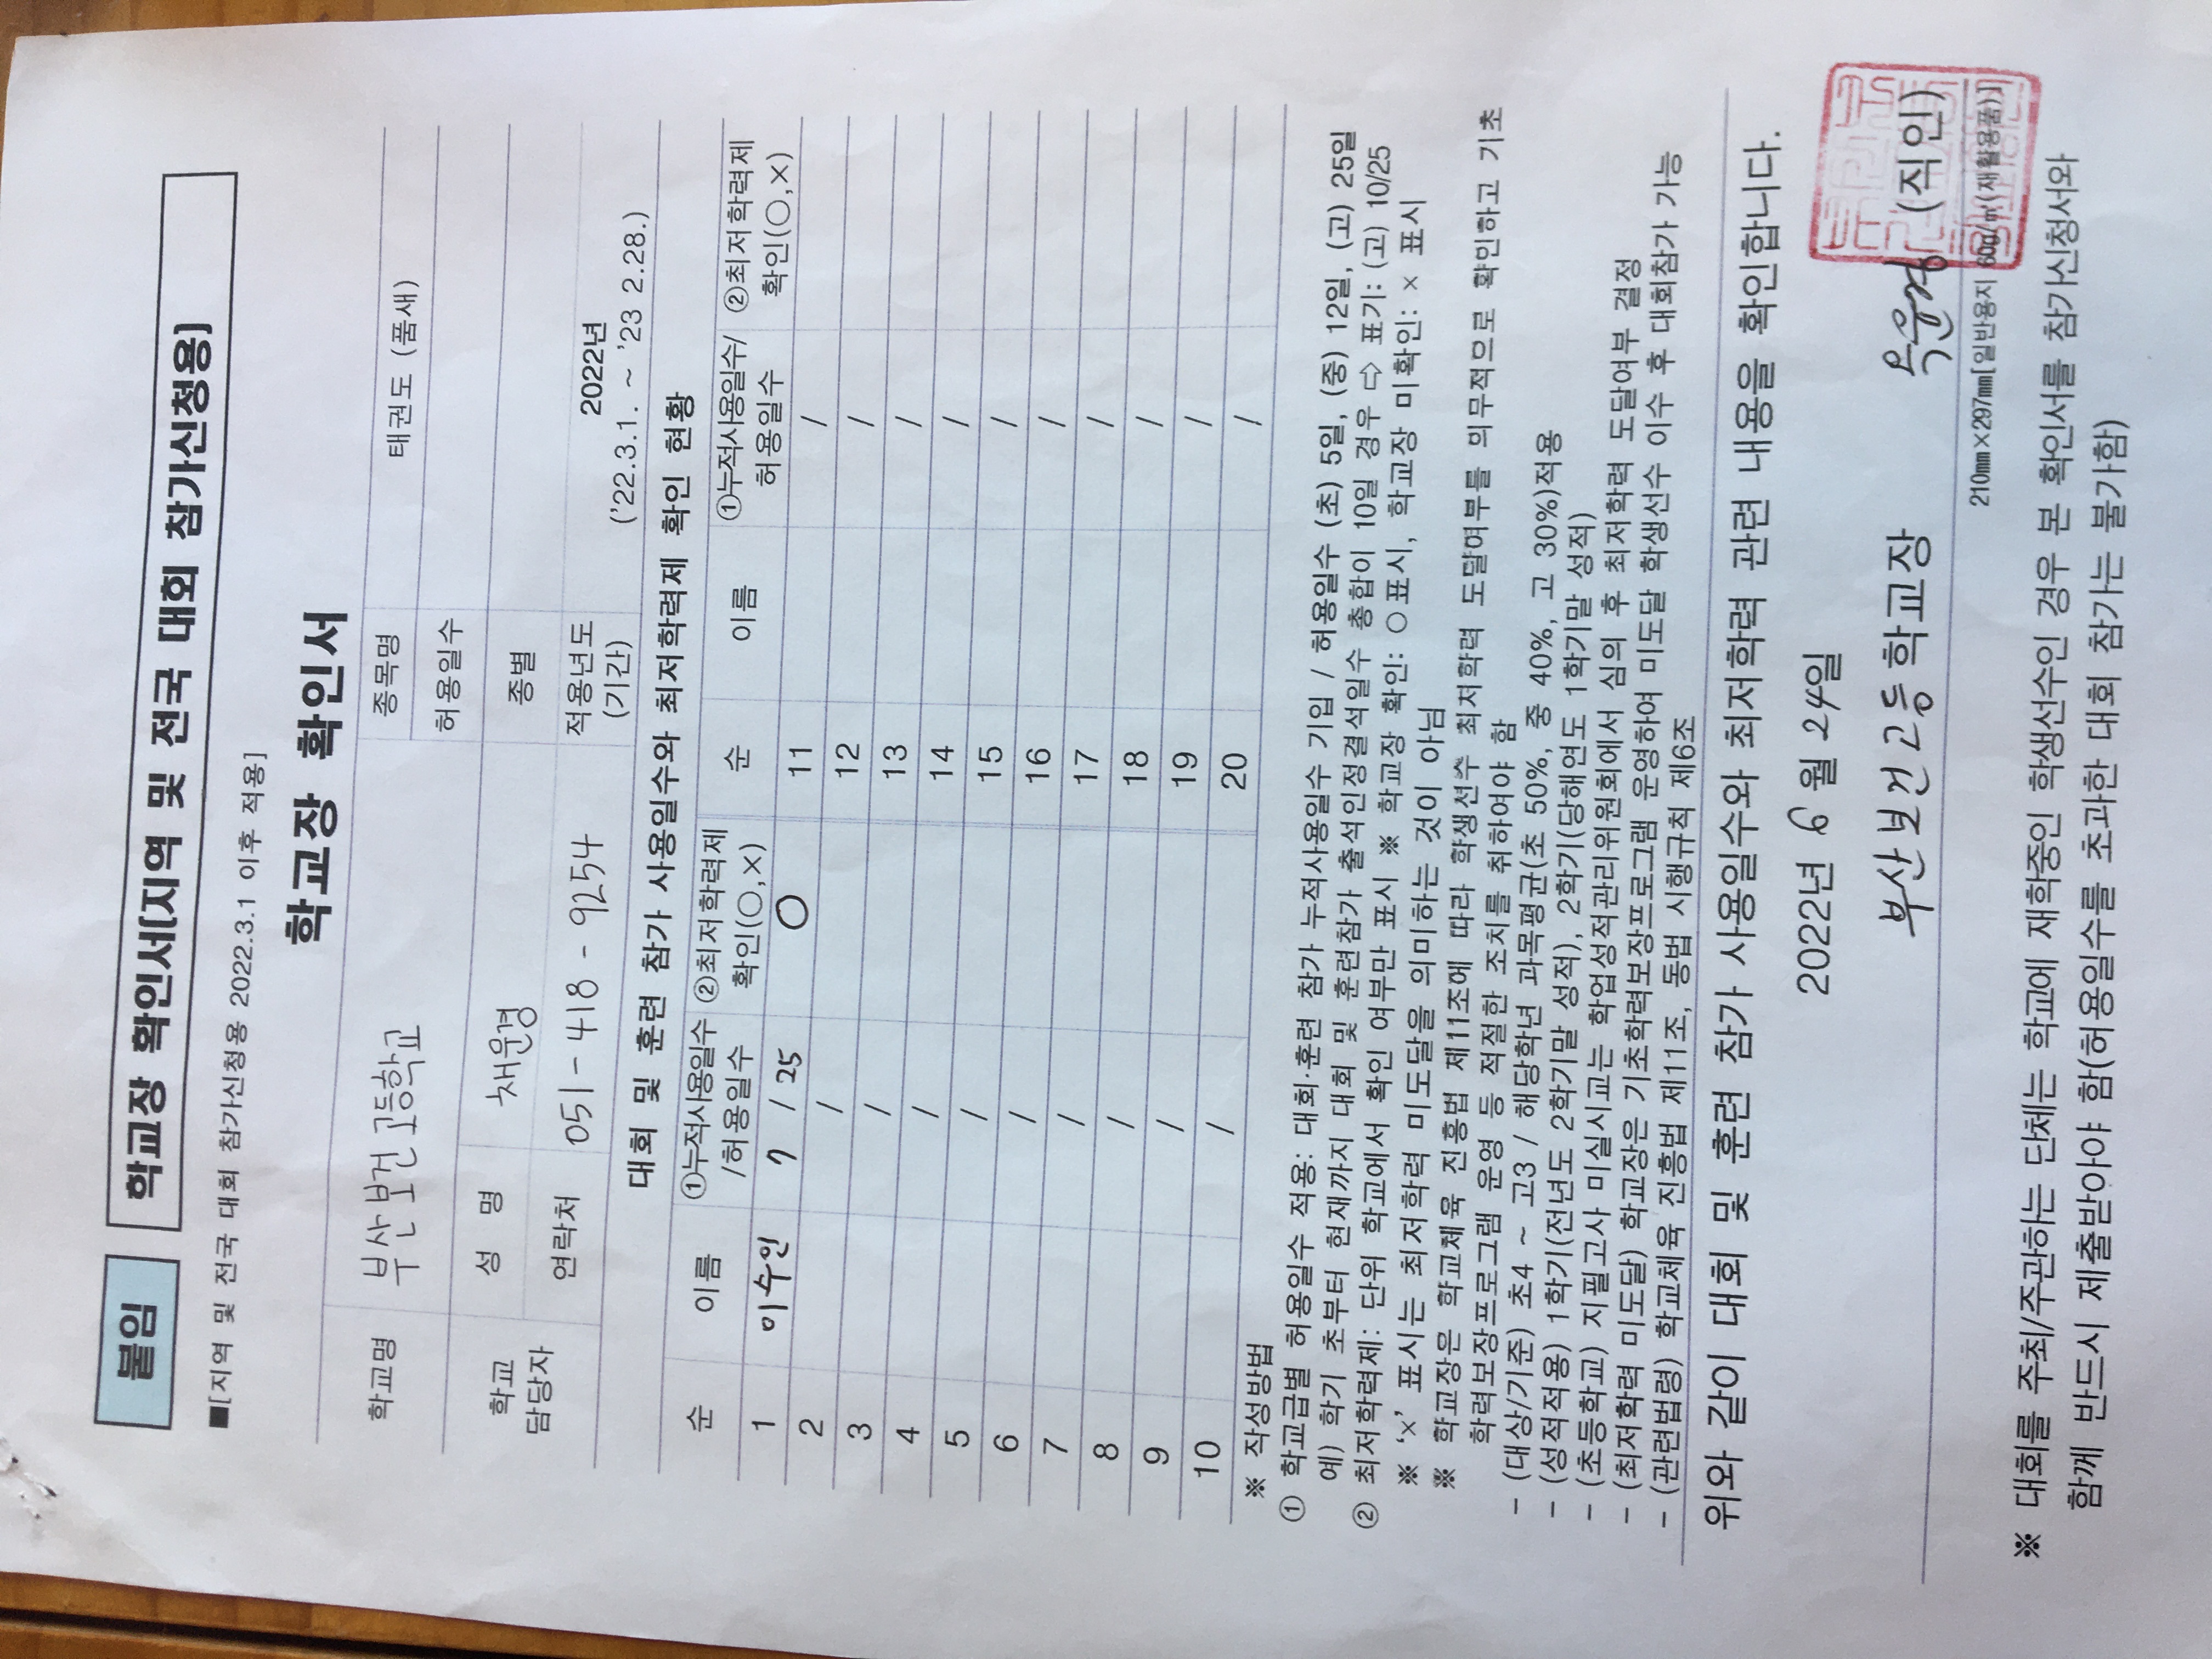 붙임 학교장 확인서[지역 및 전국 대회 참가신청용]
■[지역 및 전국 대회 참가신청용 2022.3.1 이후 적용]
학교장 확인서
학교명 부산보건고등학교 종목명 태권도 (품새)
허용일수
학교 담당자 성 명 채윤경 종별
연락처 051-418-9254 적용년도 (기간) 2022년 ('22.3.1. ~ '23 2.28.)
대회 및 훈련 참가 사용일수와 최저학력제 확인 현황
순 이름 ①누적사용일수/허용일수 ②최저학력제 확인(○,×) 순 이름 ①누적사용일수/허용일수 ②최저학력제 확인(○,×)
1 이수인 7 / 25 ○ 11 /
2 / 12 /
3 / 13 /
4 / 14 /
5 / 15 /
6 / 16 /
7 / 17 /
8 / 18 /
9 / 19 /
10 / 20 /
※ 작성방법
① 학교급별 허용일수 적용: 대회·훈련 참가 누적사용일수 기입 / 허용일수 (초) 5일, (중) 12일, (고) 25일
예) 학기 초부터 현재까지 대회 및 훈련참가 출석인정결석일수 총합이 10일 경우 ⇨ 표기: (고) 10/25
② 최저학력제: 단위 학교에서 확인 여부만 표시 ※ 학교장 확인: ○표시, 학교장 미확인: × 표시
※ '×' 표시는 최저학력 미도달을 의미하는 것이 아님
※ 학교장은 학교체육 진흥법 제11조에 따라 학생선수 최저학력 도달여부를 의무적으로 확인하고 기초
학력보장프로그램 운영 등 적절한 조치를 취하여야 함
- (대상/기준) 초4 ~ 고3 / 해당학년 과목평균(초 50%, 중 40%, 고 30%)적용
- (성적적용) 1학기(전년도 2학기말 성적), 2학기(당해연도 1학기말 성적)
- (초등학교) 지필고사 미실시교는 학업성적관리위원회에서 심의 후 최저학력 도달여부 결정
- (최저학력 미도달) 학교장은 기초학력보장프로그램 운영하여 미도달 학생선수 이수 후 대회참가 가능
- (관련법령) 학교체육 진흥법 제11조, 동법 시행규칙 제6조
위와 같이 대회 및 훈련 참가 사용일수와 최저학력 관련 내용을 확인합니다.
2022년 6월 24일
부산보건고등학교장 (직인)
210㎜×297㎜[일반용지 60g/㎡(재활용품)]
※ 대회를 주최/주관하는 단체는 학교에 재학중인 학생선수인 경우 본 확인서를 참가신청서와
함께 반드시 제출받아야 함(허용일수를 초과한 대회 참가는 불가함)